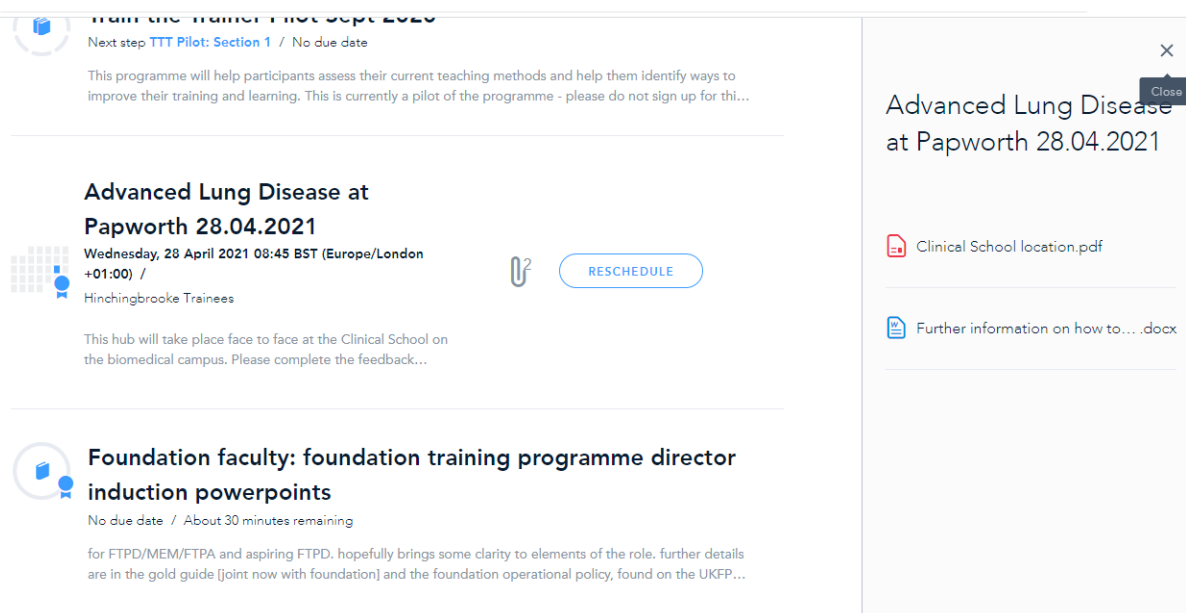 Train the Trainer Pilot Sept 2020
Next step TTT Pilot: Section 1 / No due date
This programme will help participants assess their current teaching methods and help them identify ways to
improve their training and learning. This is currently a pilot of the programme - please do not sign up for thi...
Advanced Lung Disease at
Papworth 28.04.2021
Wednesday, 28 April 2021 08:45 BST (Europe/London
+01:00) /
Hinchingbrooke Trainees
2
RESCHEDULE
This hub will take place face to face at the Clinical School on
the biomedical campus. Please complete the feedback...
Foundation faculty: foundation training programme director
induction powerpoints
No due date / About 30 minutes remaining
for FTPD/MEM/FTPA and aspiring FTPD. hopefully brings some clarity to elements of the role. further details
are in the gold guide [joint now with foundation] and the foundation operational policy, found on the UKFP...
Close
Advanced Lung Disease
at Papworth 28.04.2021
Clinical School location.pdf
W
Further information on how to... .docx